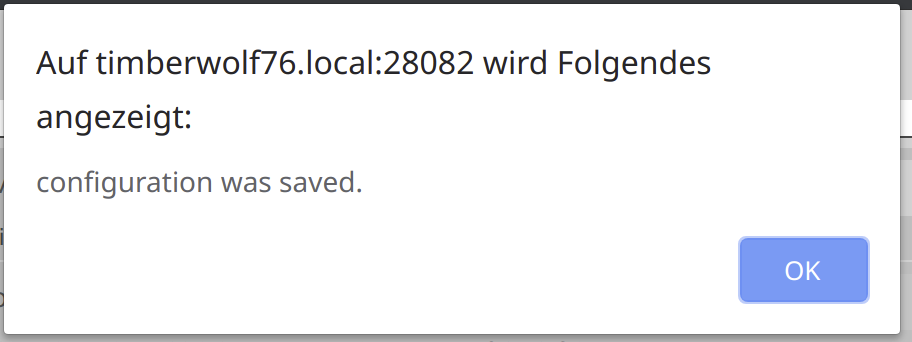 Auf timberwolf76.local:28082 wird Folgendes
angezeigt:
configuration was saved.
OK